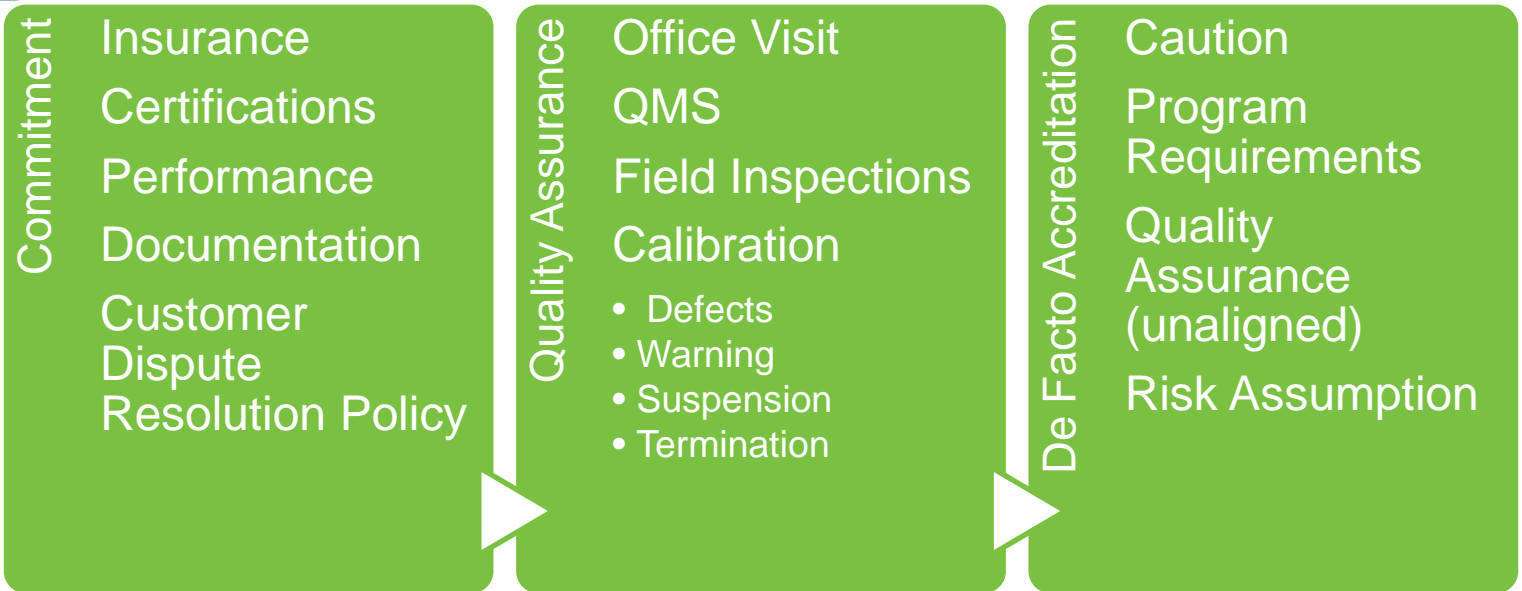 Commitment
Insurance
Certifications
Performance
Documentation
Customer
Dispute
Resolution Policy
Quality Assurance
Office Visit
QMS
Field Inspections
Calibration
• Defects
• Warning
• Suspension
• Termination
De Facto Accreditation
Caution
Program
Requirements
Quality
Assurance
(unaligned)
Risk Assumption